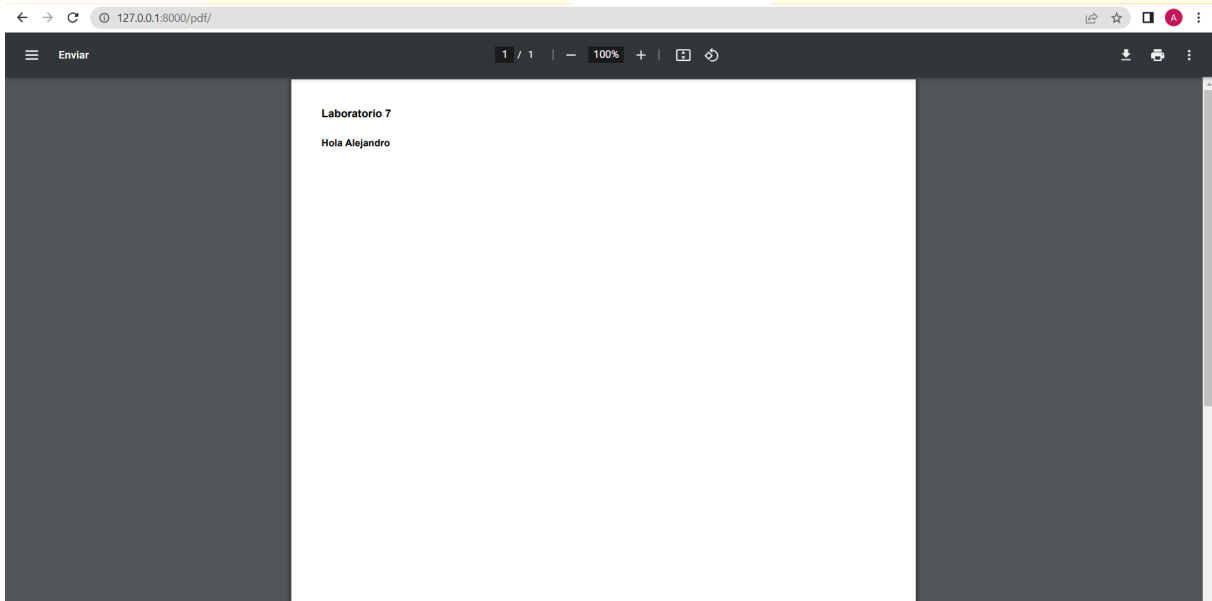 127.0.0.1:8000/pdf/
A
Enviar
1 / 1
100%
Laboratorio 7
Hola Alejandro